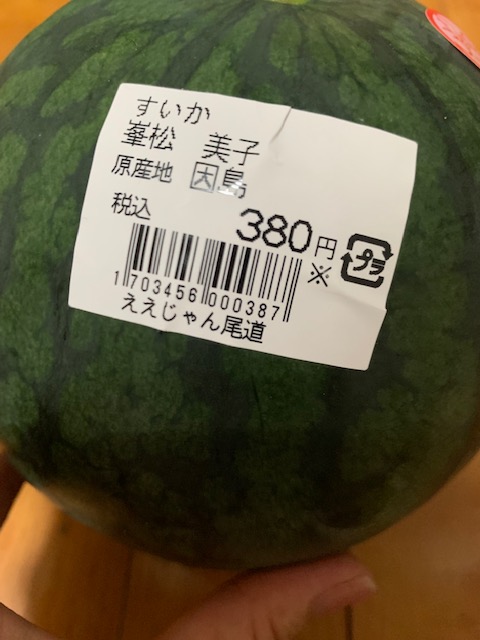 すいか
峯松 美子
原産地 因島
税込 380円
プラ
※
1703456000387
ええじゃん尾道